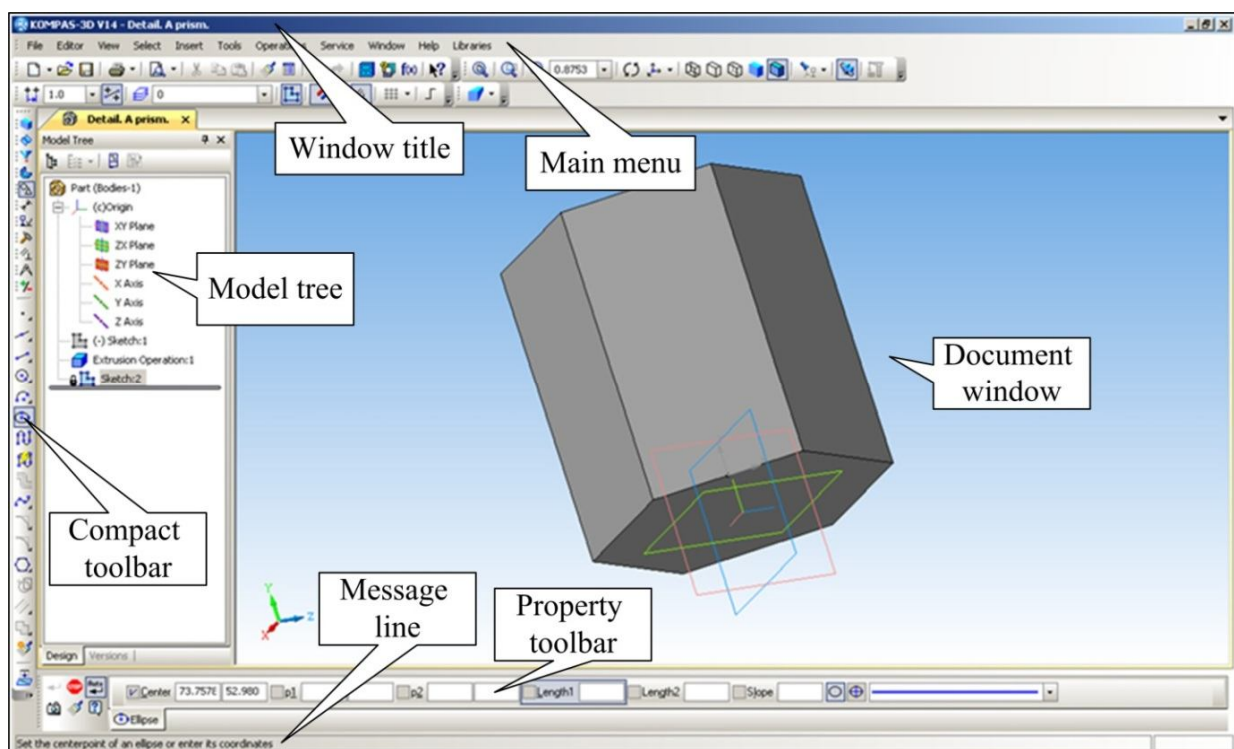 KOMPAS-3D V14 - Detail. A prism.
File Editor View Select Insert Tools Operations Service Window Help Libraries
0.8753
1.0 0
Detail. A prism.
Window title
Main menu
Model Tree
Part (Bodies-1)
(c)Origin
XY Plane
ZX Plane
ZY Plane
X Axis
Y Axis
Z Axis
(-) Sketch:1
Extrusion Operation:1
Sketch:2
Model tree
Document
window
Compact
toolbar
Message
line
Property
toolbar
Y
Z
X
Design Versions
Center 73.7578 52.980 p1 p2 Length1 Length2 Slope
Ellipse
Set the centerpoint of an ellipse or enter its coordinates